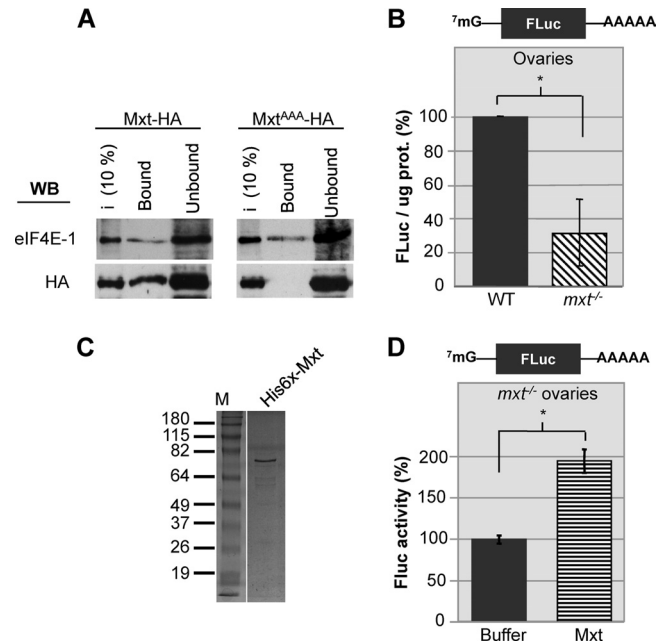 A
Mxt-HA
Mxt^AAA-HA
WB
i (10 %)
Bound
Unbound
i (10 %)
Bound
Unbound
eIF4E-1
HA
B
⁷mG
FLuc
AAAAA
Ovaries
*
FLuc / ug prot. (%)
100
80
60
40
20
0
WT
mxt-/-
C
M
His6x-Mxt
180
115
82
64
49
37
26
19
D
⁷mG
FLuc
AAAAA
mxt-/- ovaries
*
Fluc activity (%)
200
150
100
50
0
Buffer
Mxt